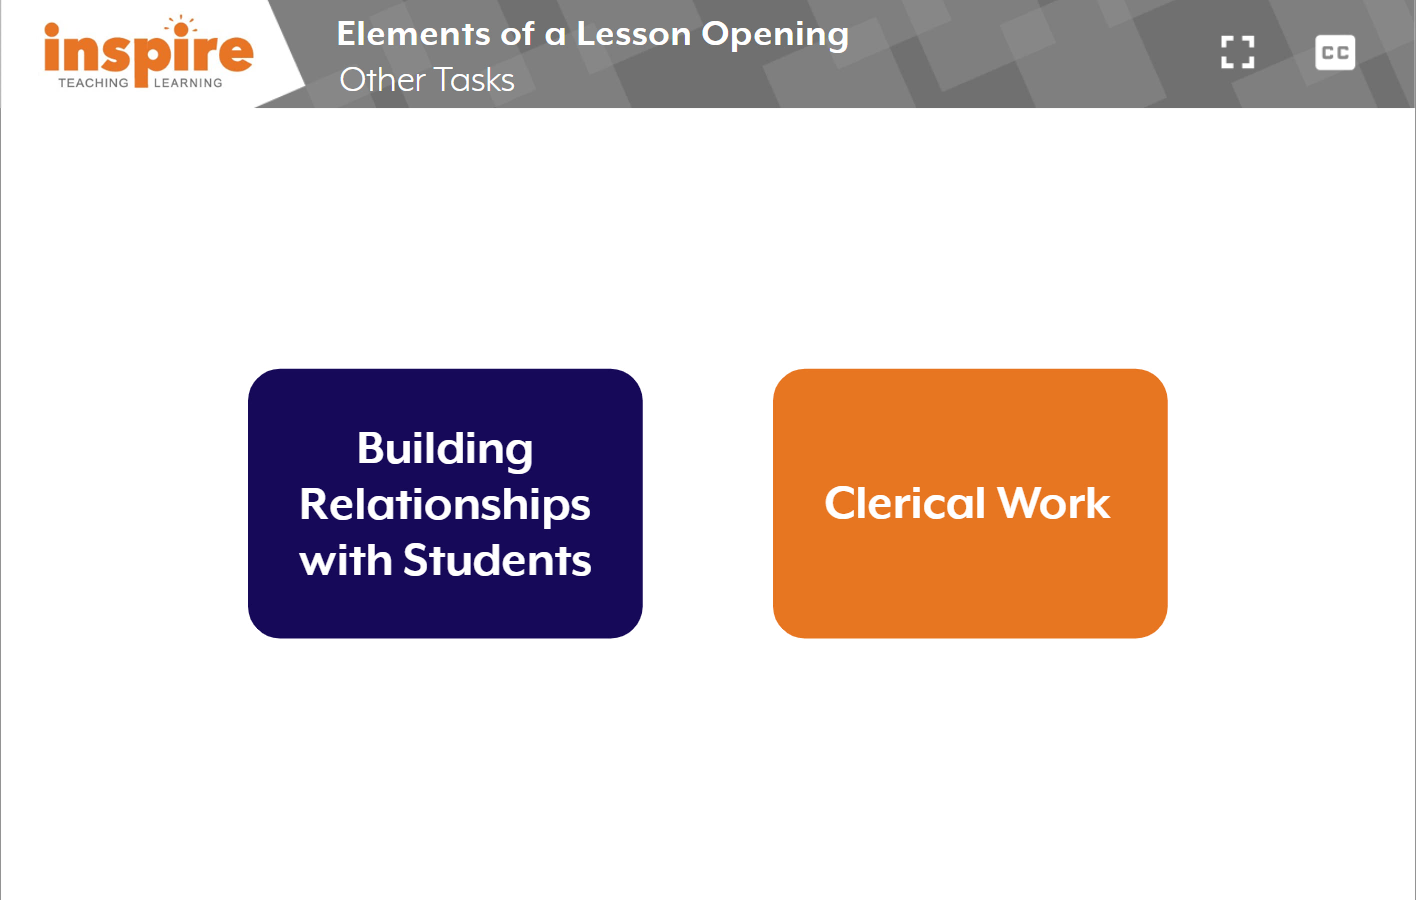 inspire
TEACHING LEARNING
Elements of a Lesson Opening
Other Tasks
CC
Building
Relationships
with Students
Clerical Work